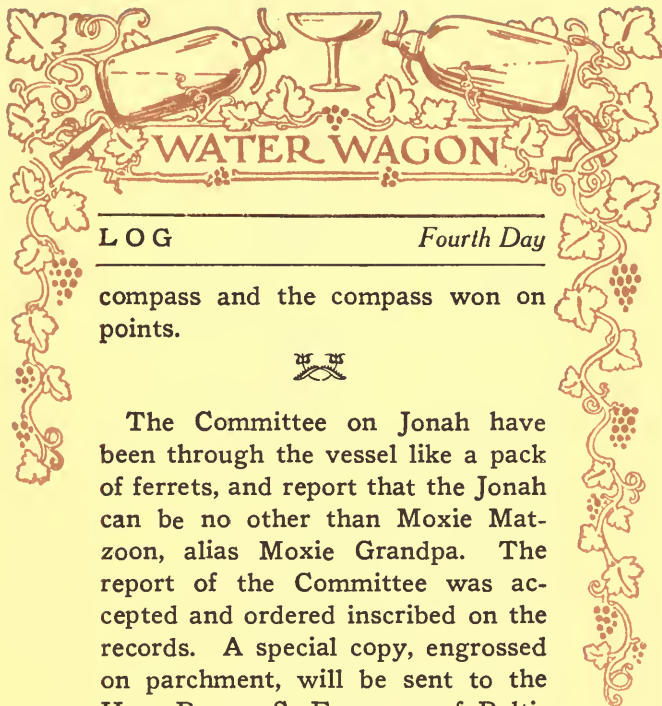 WATER WAGON
LOG Fourth Day
compass and the compass won on
points.
The Committee on Jonah have
been through the vessel like a pack
of ferrets, and report that the Jonah
can be no other than Moxie Mat-
zoon, alias Moxie Grandpa. The
report of the Committee was ac-
cepted and ordered inscribed on the
records. A special copy, engrossed
on parchment, will be sent to the